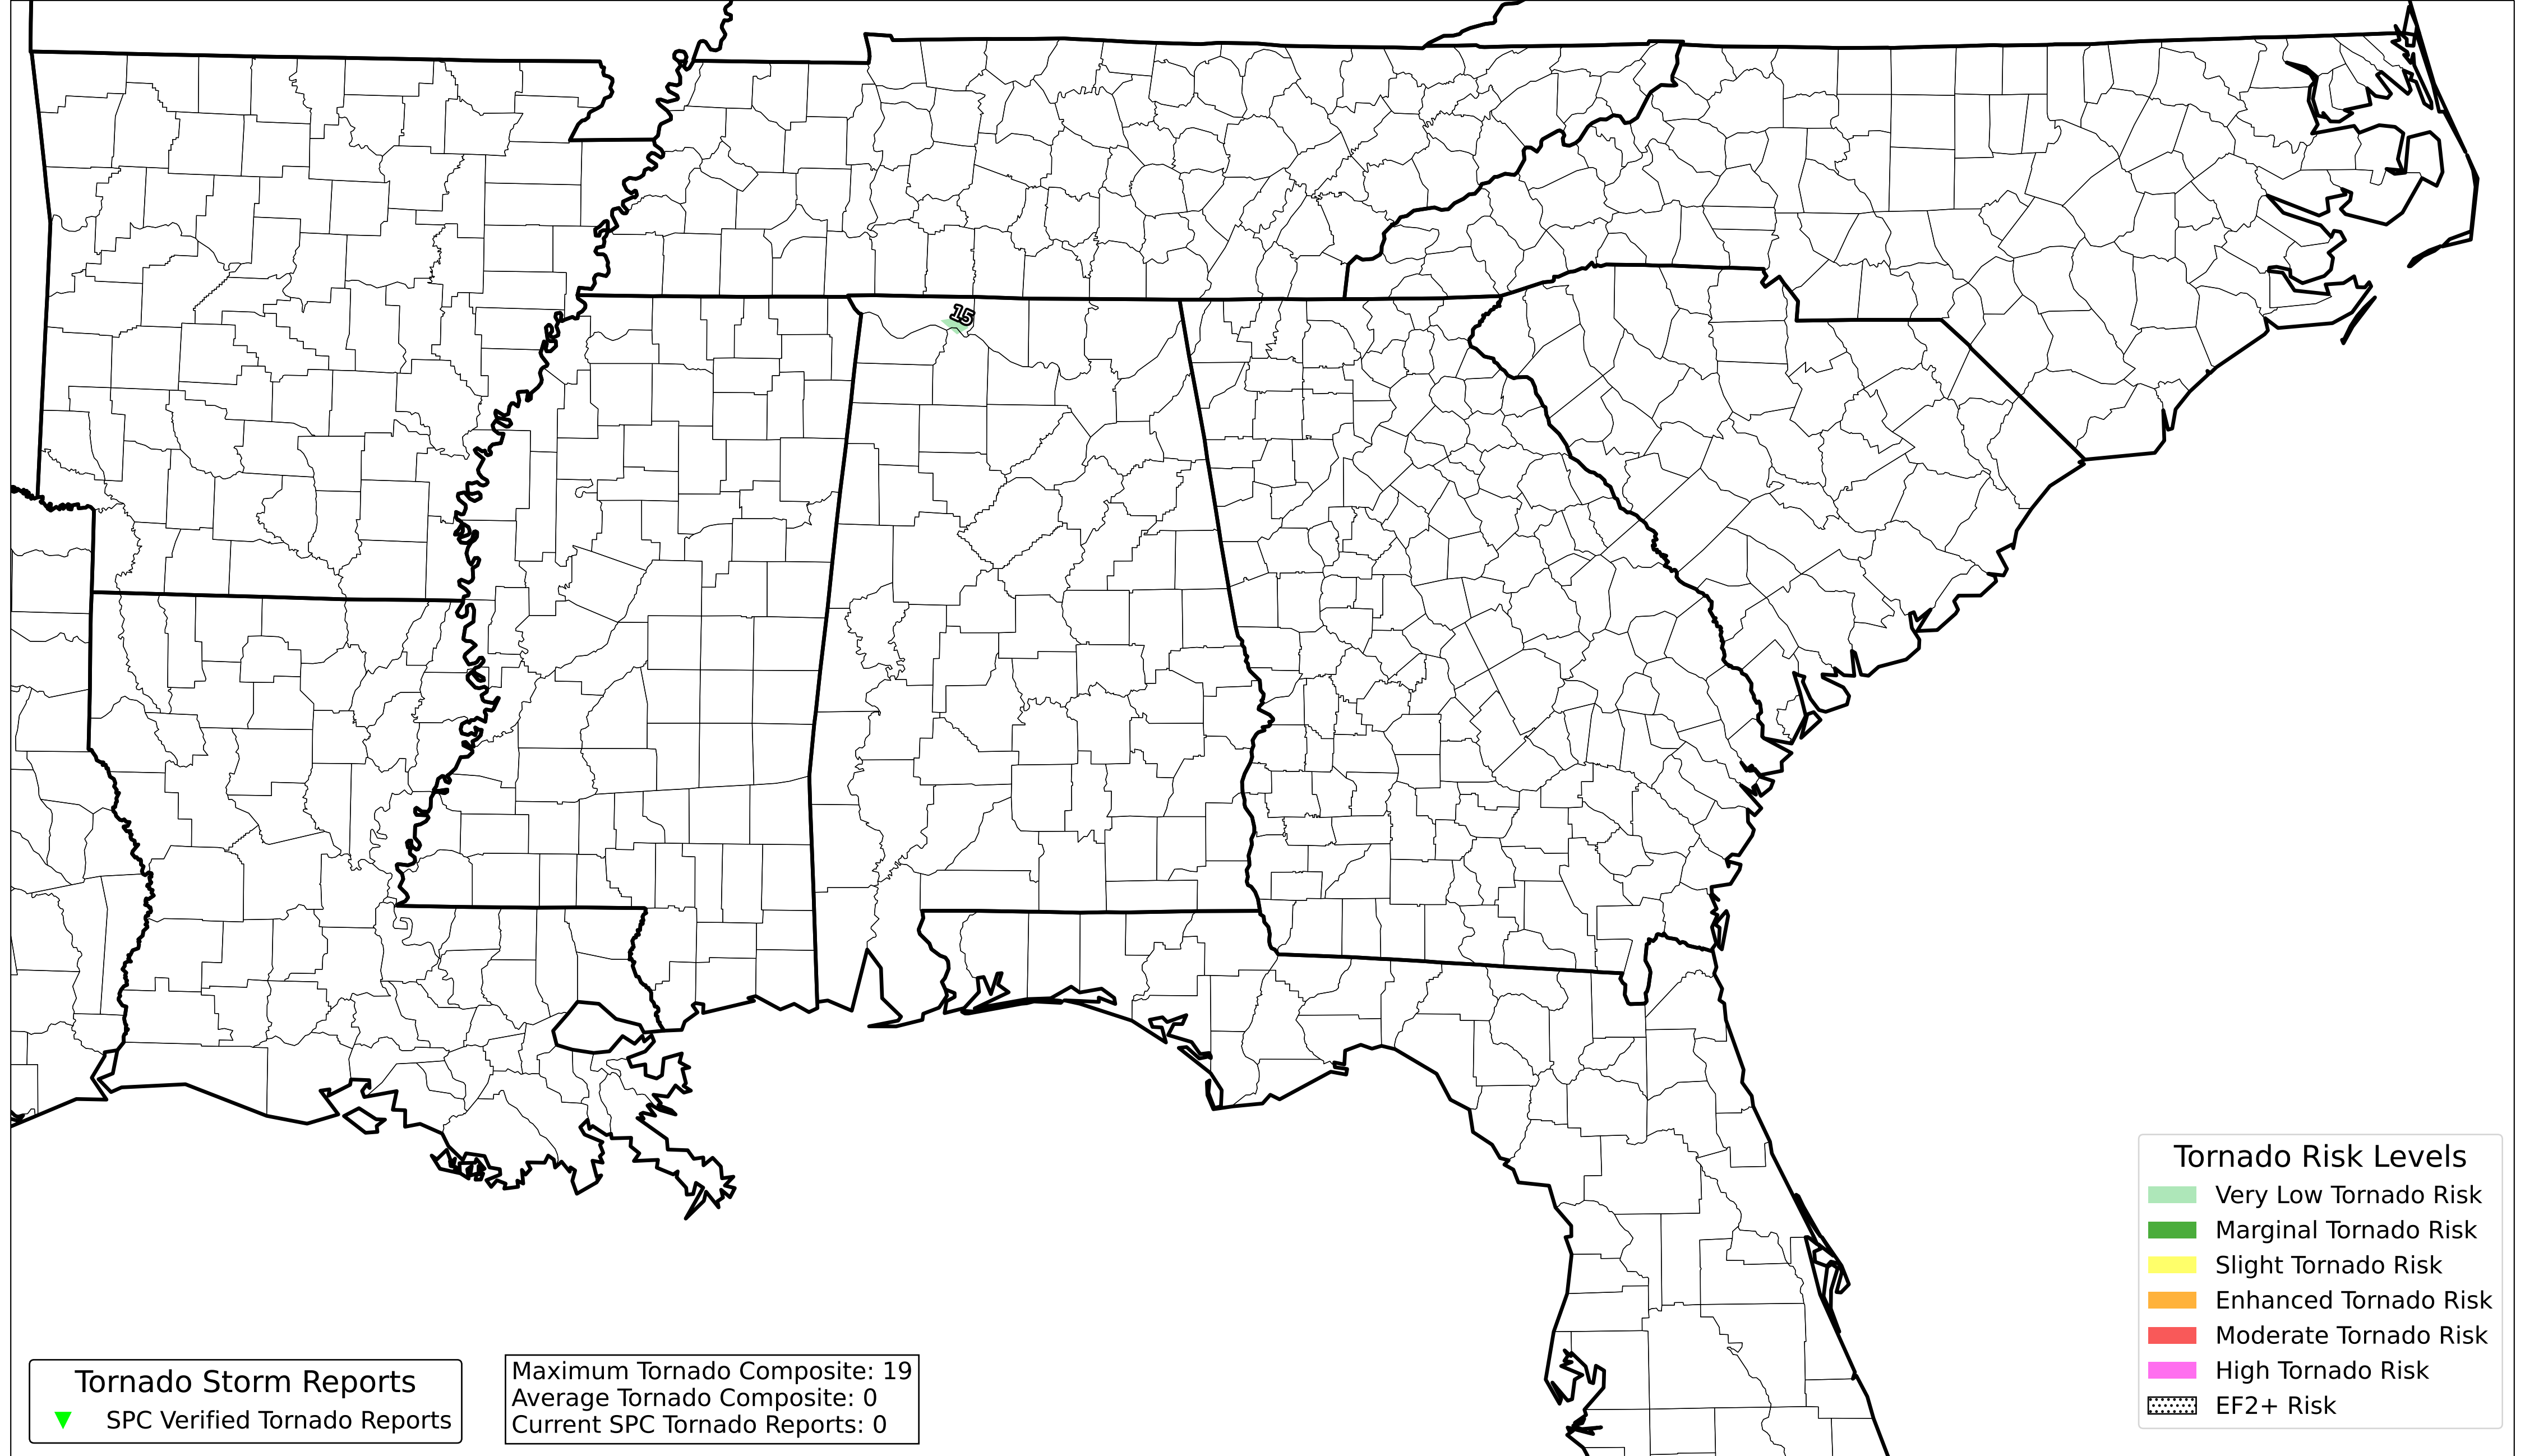 15
Tornado Risk Levels
Very Low Tornado Risk
Marginal Tornado Risk
Slight Tornado Risk
Enhanced Tornado Risk
Moderate Tornado Risk
High Tornado Risk
EF2+ Risk
Tornado Storm Reports
SPC Verified Tornado Reports
Maximum Tornado Composite: 19
Average Tornado Composite: 0
Current SPC Tornado Reports: 0